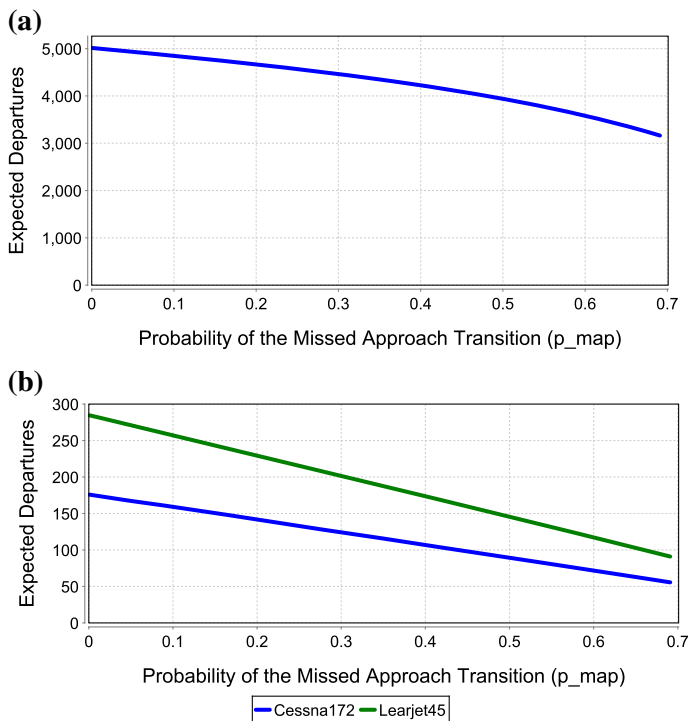 (a)
5,000
4,000
3,000
2,000
1,000
0
Expected Departures
0 0.1 0.2 0.3 0.4 0.5 0.6 0.7
Probability of the Missed Approach Transition (p_map)
(b)
300
250
200
150
100
50
0
Expected Departures
0 0.1 0.2 0.3 0.4 0.5 0.6 0.7
Probability of the Missed Approach Transition (p_map)
Cessna172 Learjet45